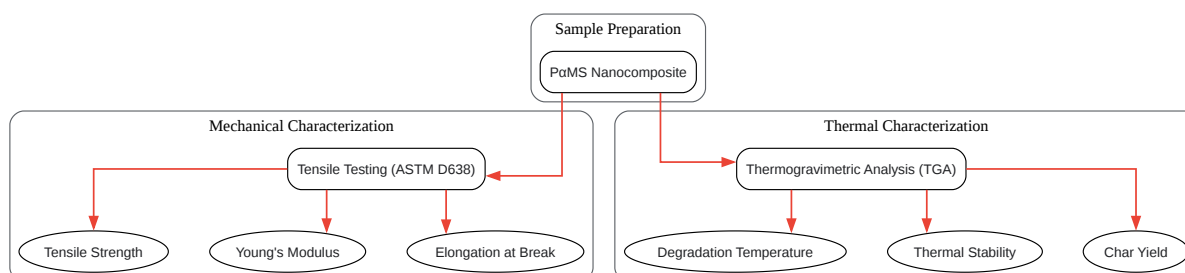 Sample Preparation
PαMS Nanocomposite
Mechanical Characterization
Thermal Characterization
Tensile Testing (ASTM D638)
Thermogravimetric Analysis (TGA)
Tensile Strength
Young's Modulus
Elongation at Break
Degradation Temperature
Thermal Stability
Char Yield